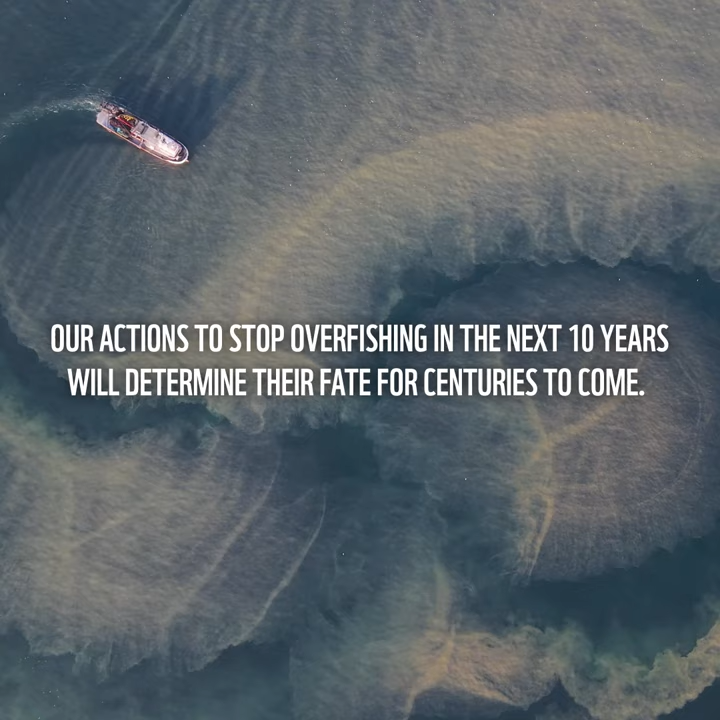 OUR ACTIONS TO STOP OVERFISHING IN THE NEXT 10 YEARS
WILL DETERMINE THEIR FATE FOR CENTURIES TO COME.